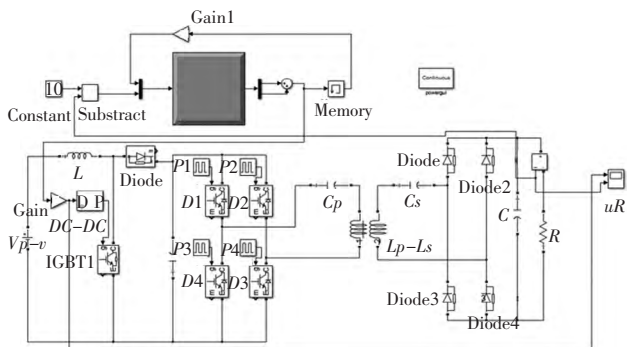 Gain1
10
Continuous
powergui
Constant
Substract
Memory
P1
P2
Diode
Diode2
L
Diode
Cp
Cs
C
R
uR
D1
D2
Gain
D P
DC-DC
Vp-v
P3
P4
Lp-Ls
IGBT1
D4
D3
Diode3
Diode4